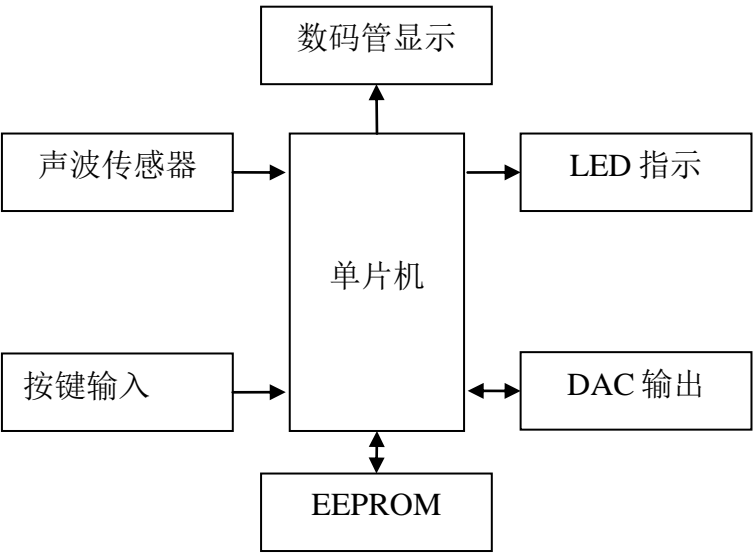 数码管显示
声波传感器
LED 指示
单片机
按键输入
DAC 输出
EEPROM